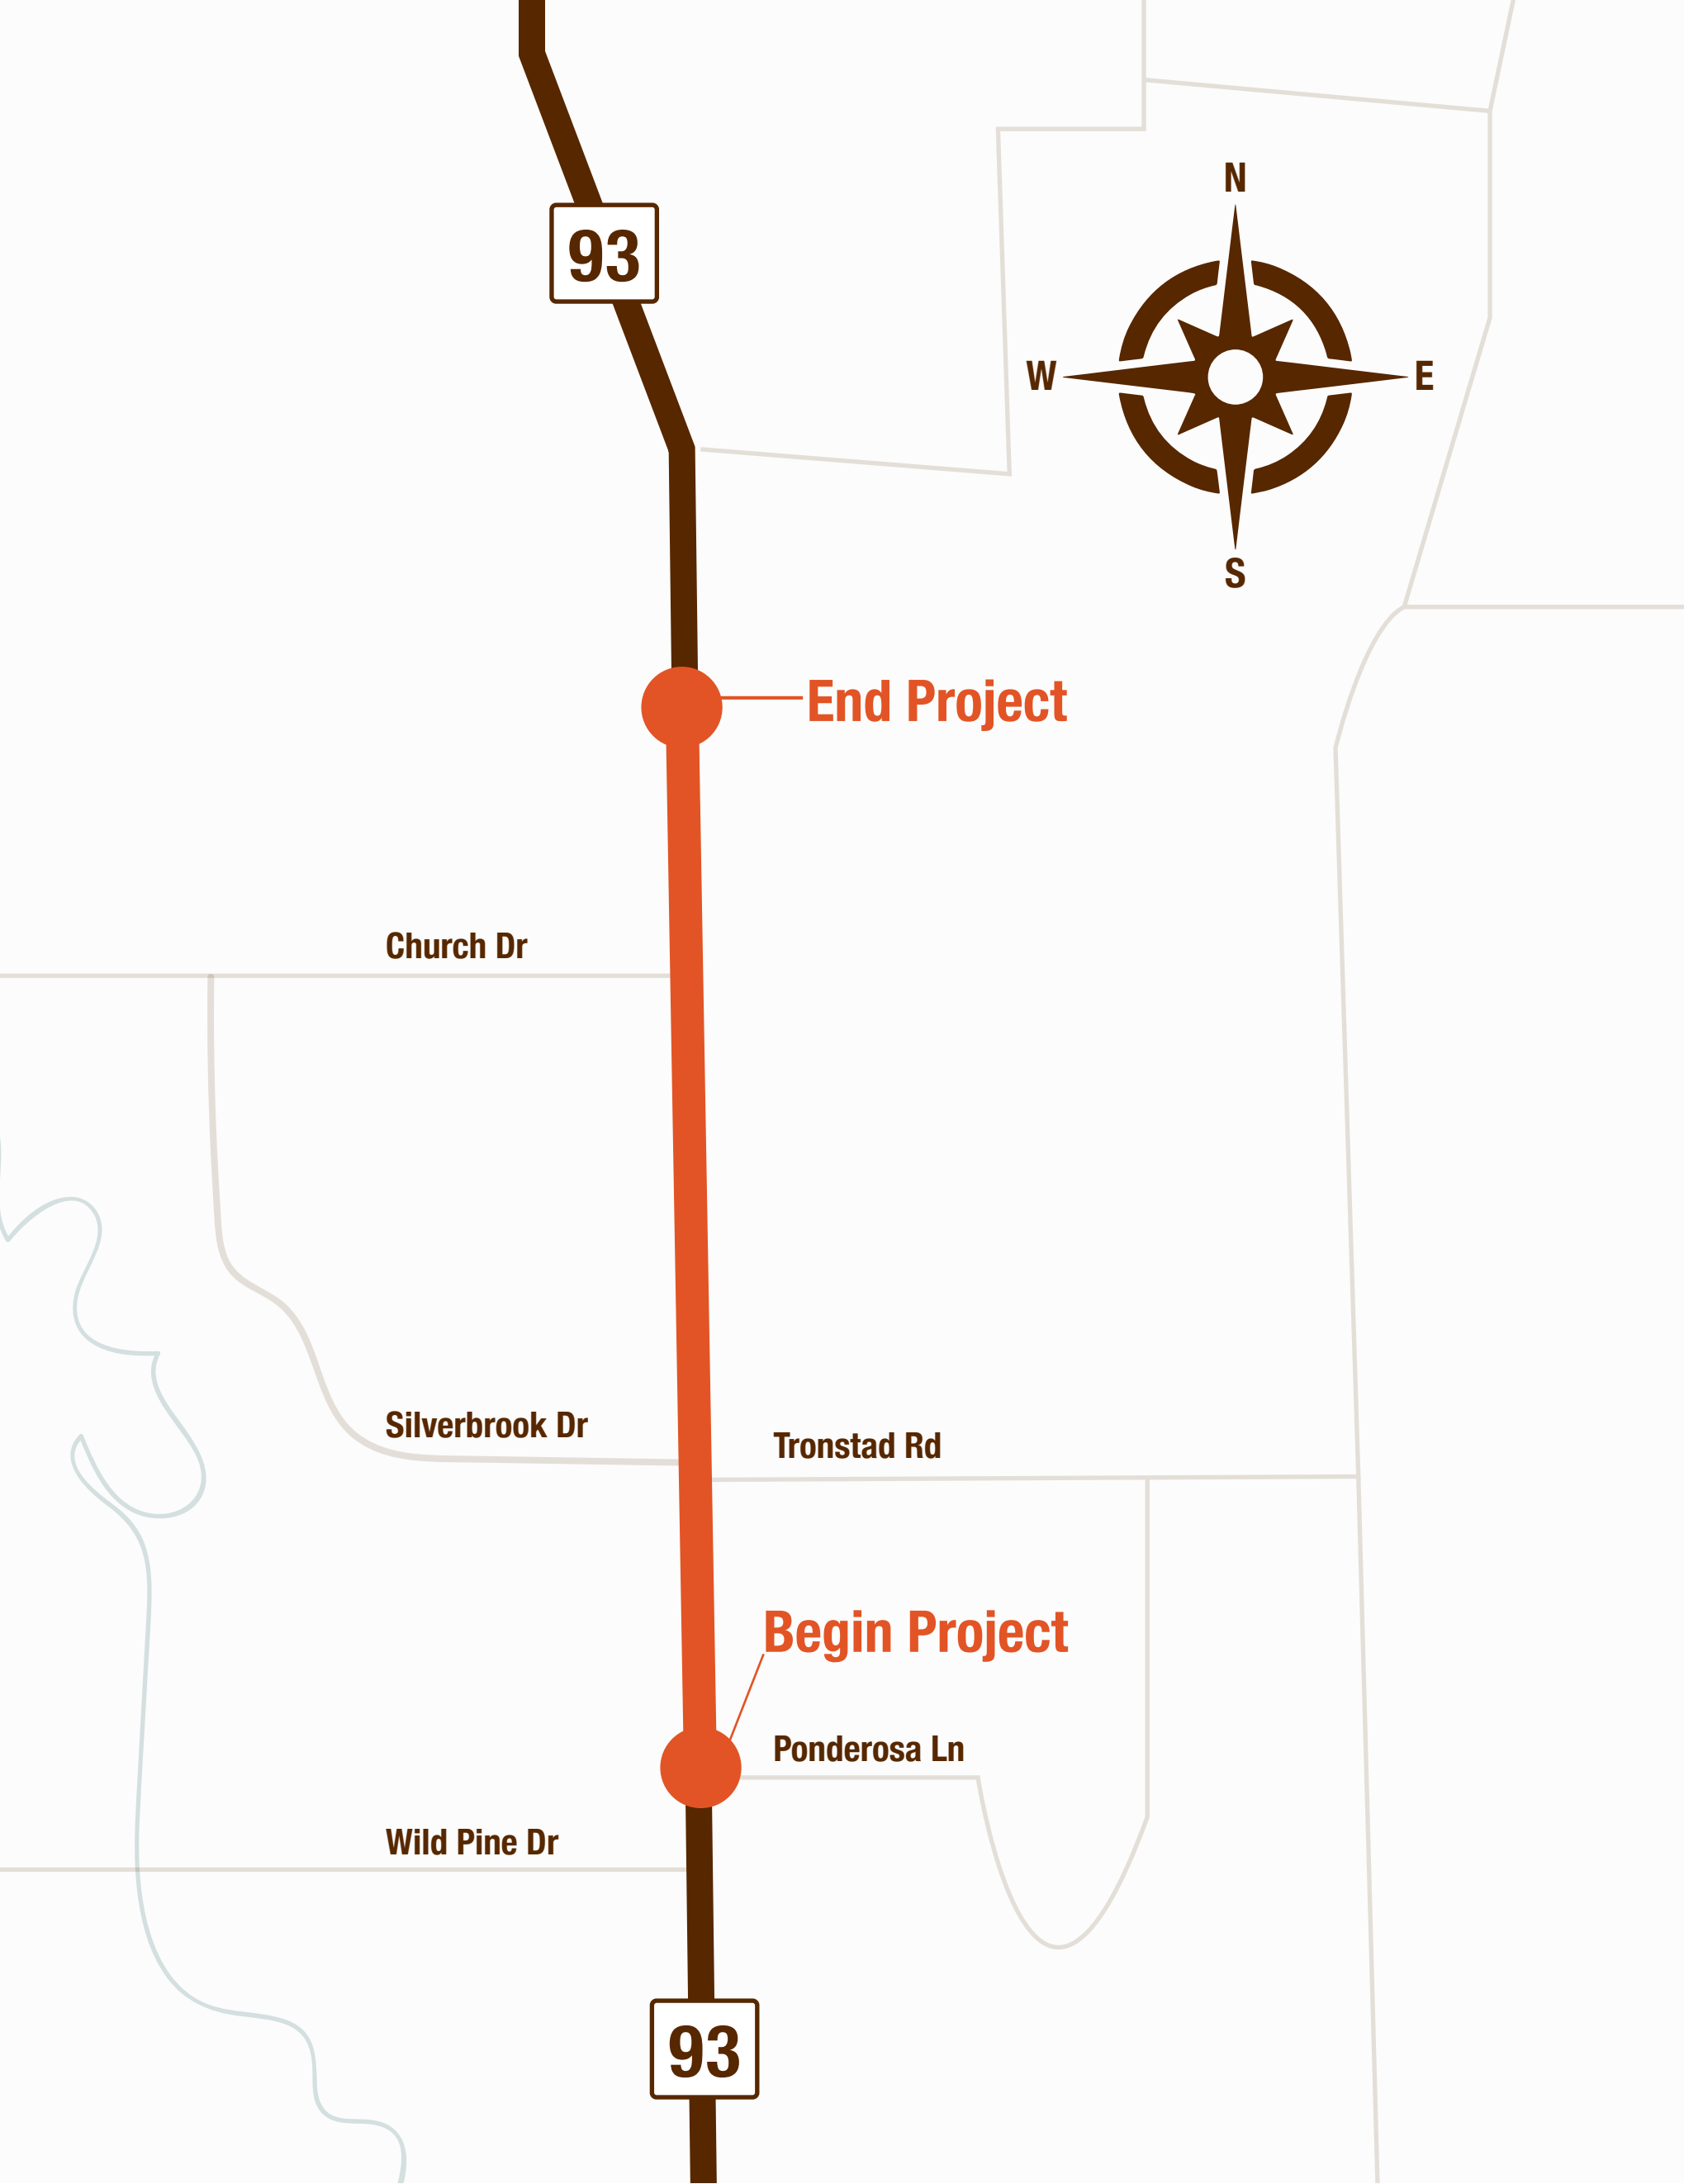 N
93
W
E
S
End Project
Church Dr
Silverbrook Dr
Tronstad Rd
Begin Project
Ponderosa Ln
Wild Pine Dr
93